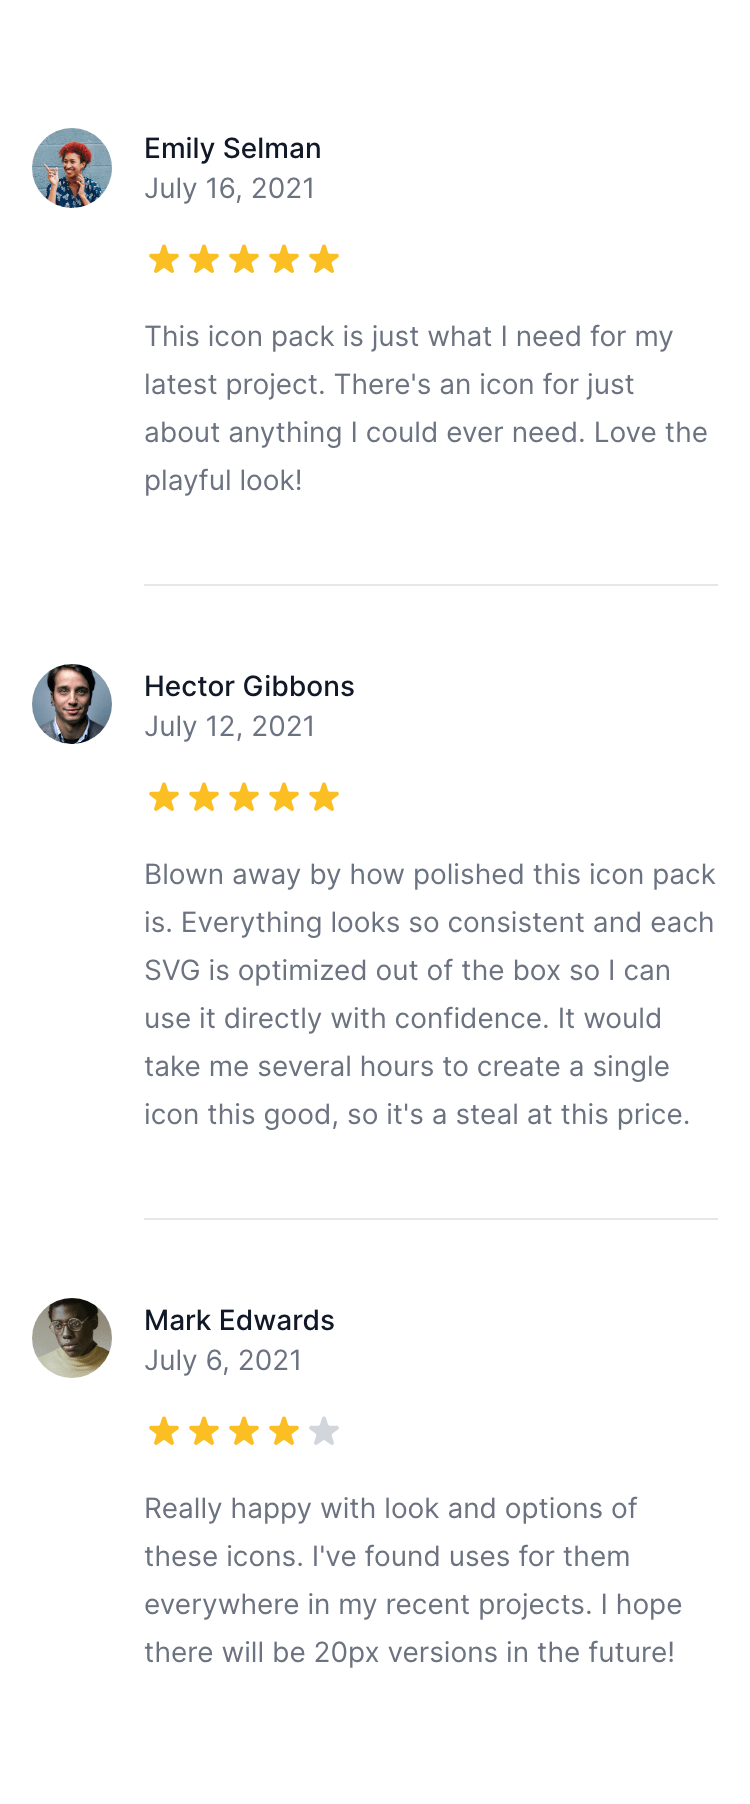 Emily Selman
July 16, 2021
This icon pack is just what I need for my
latest project. There's an icon for just
about anything I could ever need. Love the
playful look!
Hector Gibbons
July 12, 2021
Blown away by how polished this icon pack
is. Everything looks so consistent and each
SVG is optimized out of the box so I can
use it directly with confidence. It would
take me several hours to create a single
icon this good, so it's a steal at this price.
Mark Edwards
July 6, 2021
Really happy with look and options of
these icons. I've found uses for them
everywhere in my recent projects. I hope
there will be 20px versions in the future!